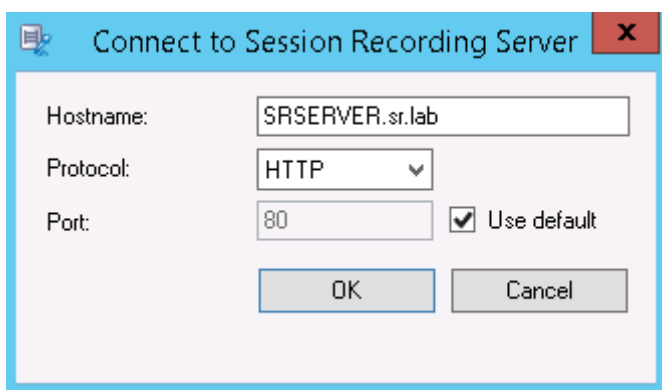 Connect to Session Recording Server x
Hostname: SRSERVER.sr.lab
Protocol: HTTP
Port: 80 Use default
OK Cancel